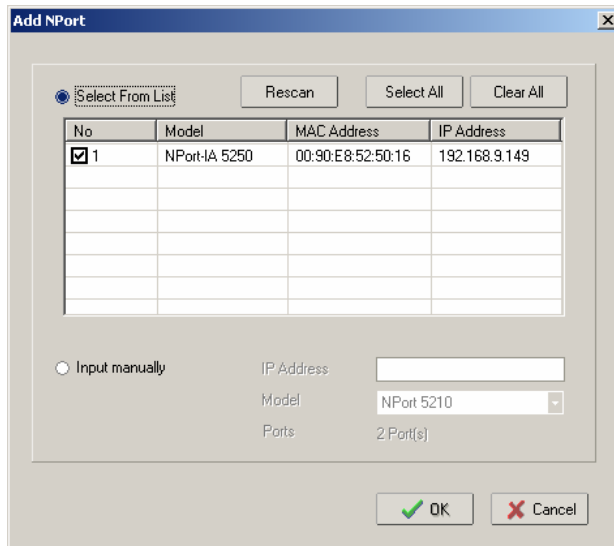 Add NPort
Select From List Rescan Select All Clear All
No Model MAC Address IP Address
1 NPort-IA 5250 00:90:E8:52:50:16 192.168.9.149
Input manually IP Address
Model NPort 5210
Ports 2 Port(s)
OK Cancel